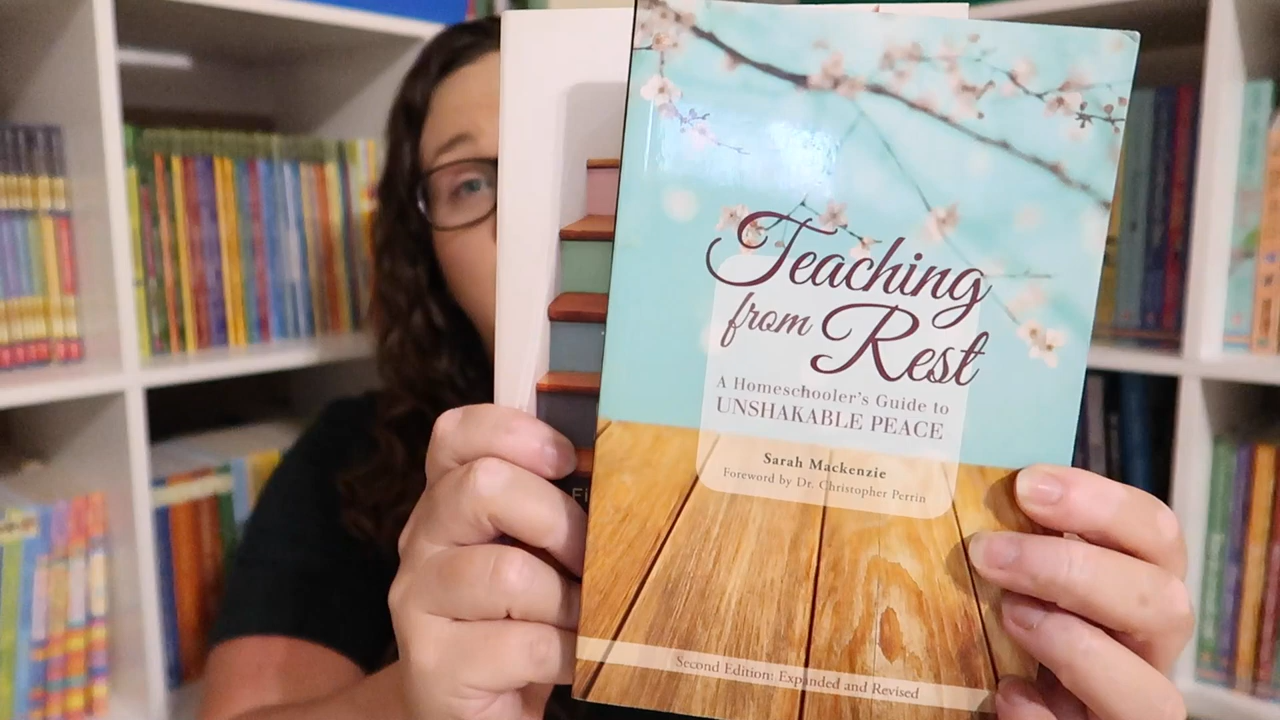 Teaching
from Rest
A Homeschooler's Guide to
UNSHAKABLE PEACE
Sarah Mackenzie
Foreword by Dr. Christopher Perrin
Second Edition: Expanded and Revised
Fi